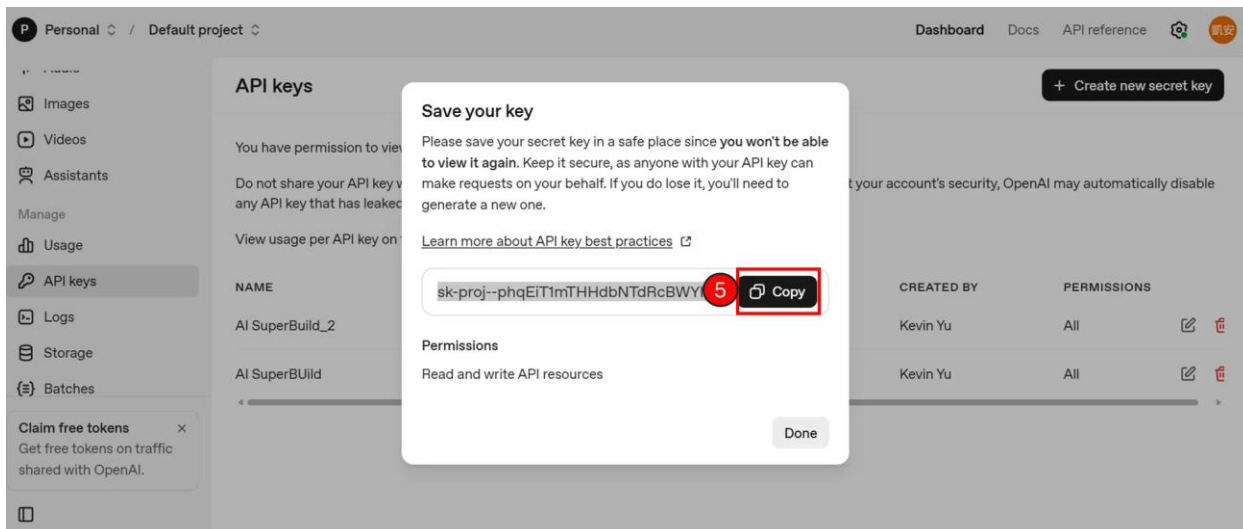 P Personal / Default project
Dashboard Docs API reference 凱安
Images
Videos
Assistants
Manage
Usage
API keys
Logs
Storage
Batches
Claim free tokens
Get free tokens on traffic
shared with OpenAI.
API keys
+ Create new secret key
You have permission to
Do not share your API key
t your account's security, OpenAI may automatically disable
any API key that has leaked
View usage per API key on
NAME CREATED BY PERMISSIONS
AI SuperBuild_2 Kevin Yu All
AI SuperBUild Kevin Yu All
Save your key
Please save your secret key in a safe place since you won't be able
to view it again. Keep it secure, as anyone with your API key can
make requests on your behalf. If you do lose it, you'll need to
generate a new one.
Learn more about API key best practices
sk-proj--phqEiT1mTHHdbNTdRcBWY
5 Copy
Permissions
Read and write API resources
Done